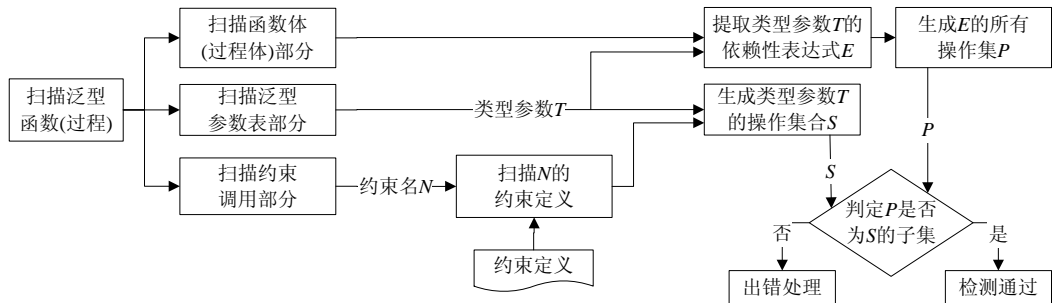 扫描泛型
函数(过程)
扫描函数体
(过程体)部分
扫描泛型
参数表部分
扫描约束
调用部分
类型参数T
约束名N
扫描N的
约束定义
约束定义
提取类型参数T的
依赖性表达式E
生成类型参数T
的操作集合S
生成E的所有
操作集P
P
S
判定P是否
为S的子集
否
是
出错处理
检测通过